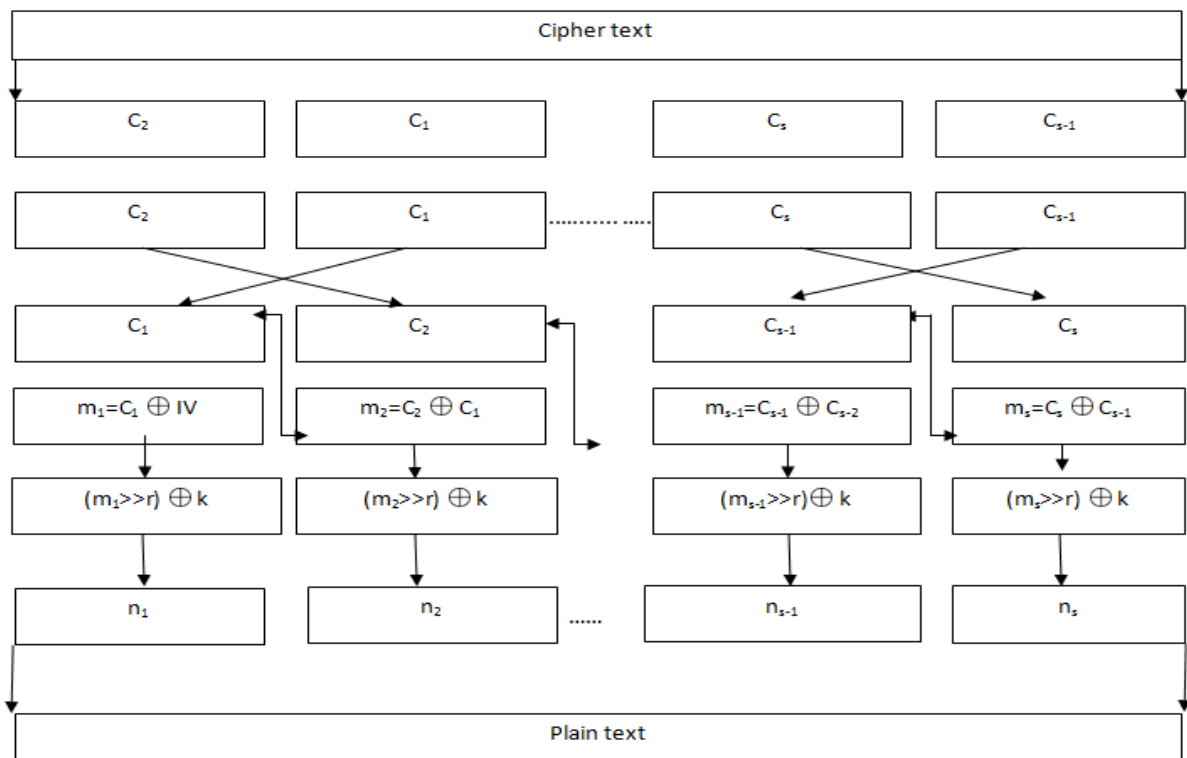 Cipher text
C₂ C₁ Cₛ Cₛ₋₁
C₂ C₁ ............... Cₛ Cₛ₋₁
C₁ C₂ Cₛ₋₁ Cₛ
m₁=C₁ ⊕ IV m₂=C₂ ⊕ C₁ mₛ₋₁=Cₛ₋₁ ⊕ Cₛ₋₂ mₛ=Cₛ ⊕ Cₛ₋₁
(m₁>>r) ⊕ k (m₂>>r) ⊕ k (mₛ₋₁>>r) ⊕ k (mₛ>>r) ⊕ k
n₁ n₂ ...... nₛ₋₁ nₛ
Plain text